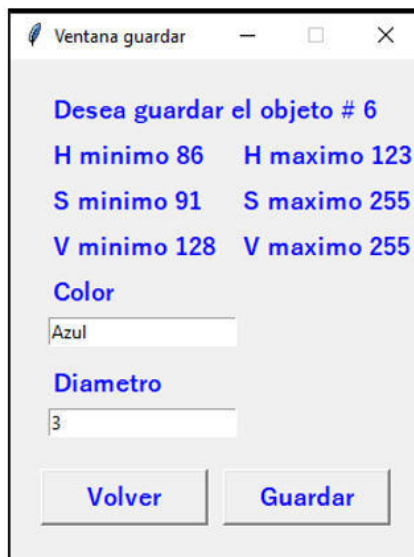 Ventana guardar
Desea guardar el objeto # 6
H minimo 86 H maximo 123
S minimo 91 S maximo 255
V minimo 128 V maximo 255
Color
Azul
Diametro
3
Volver Guardar